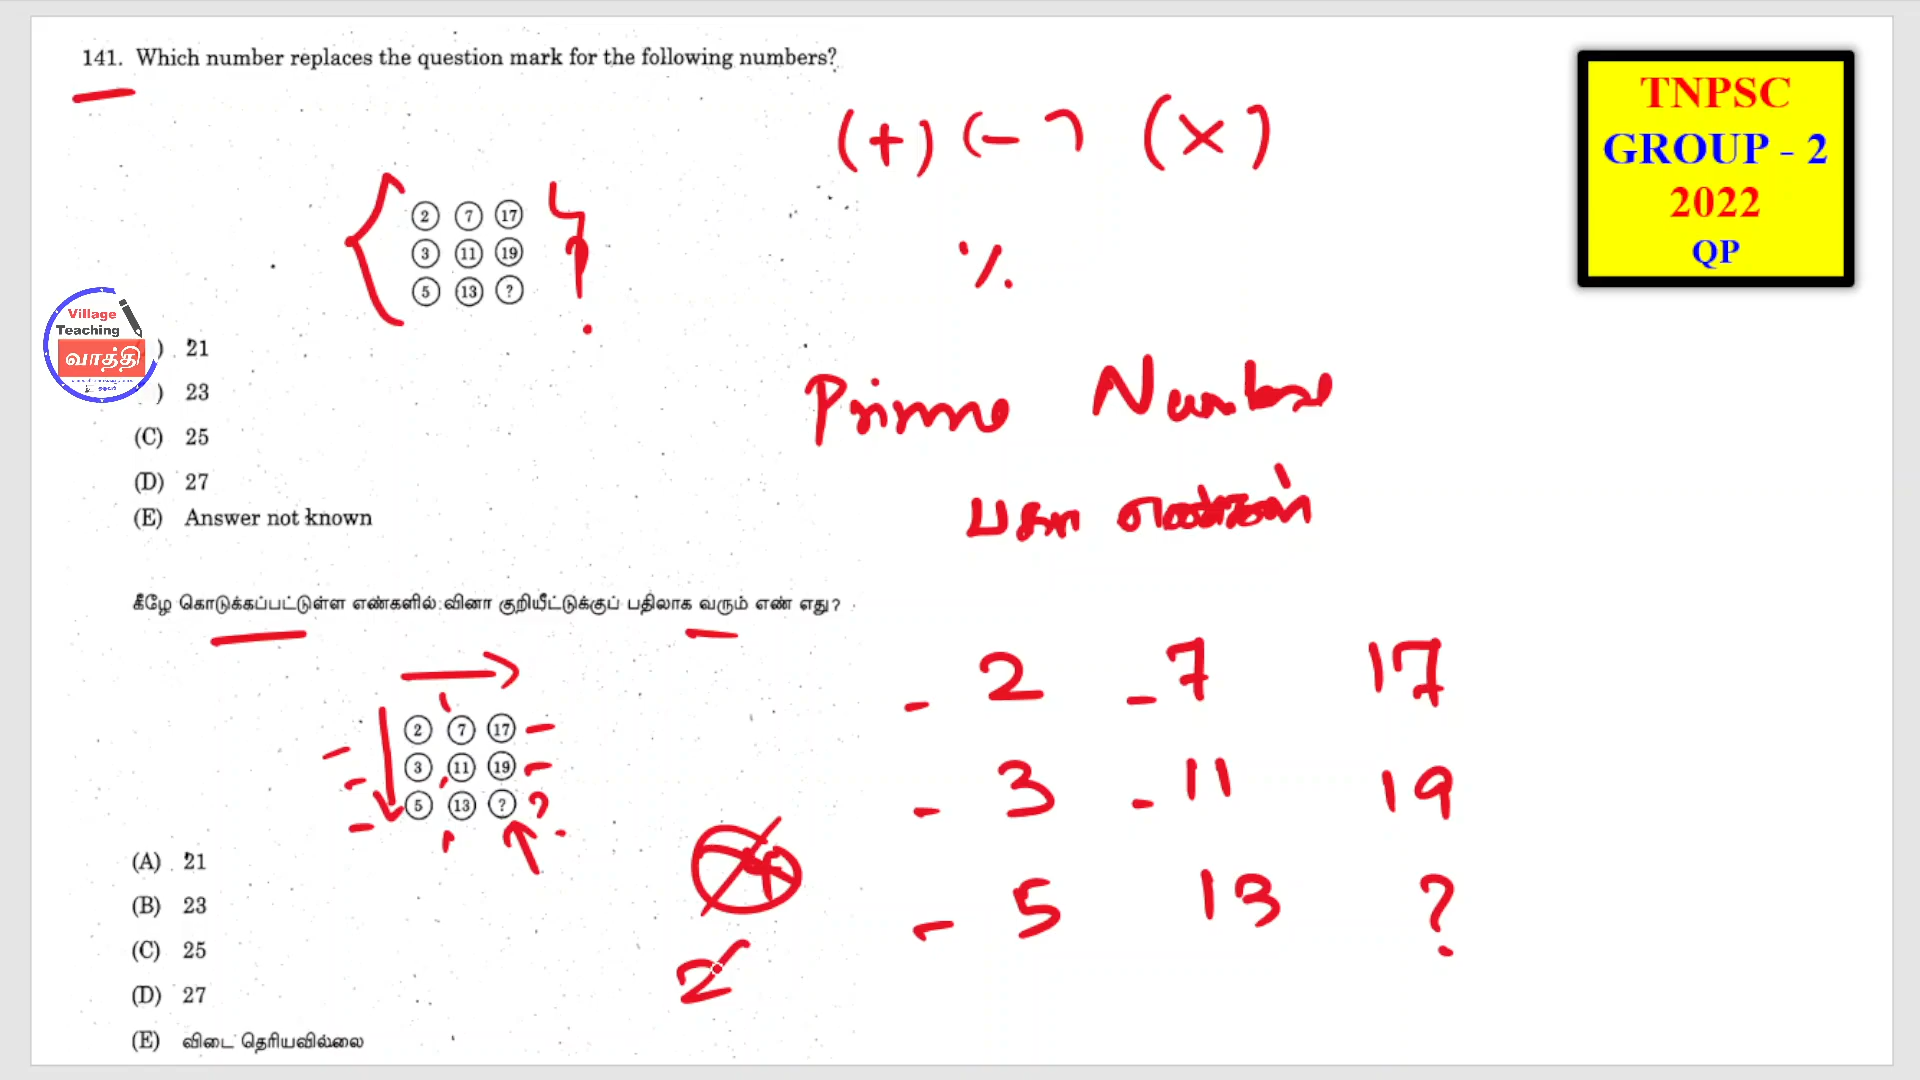 141. Which number replaces the question mark for the following numbers?
2 7 17
3 11 19
5 13 ?
) 21
) 23
(C) 25
(D) 27
(E) Answer not known
கீழே கொடுக்கப்பட்டுள்ள எண்களில் வினா குறியீட்டுக்குப் பதிலாக வரும் எண் எது?
2 7 17
3 11 19
5 13 ?
(A) 21
(B) 23
(C) 25
(D) 27
(E) விடை தெரியவில்லை
Village
Teaching
வாத்தி
(+) (-) (×)
?
Prime
பகா
- 2 - 7 17
- 3 - 11 19
- 5 13 ?
?
2
TNPSC
GROUP - 2
2022
QP